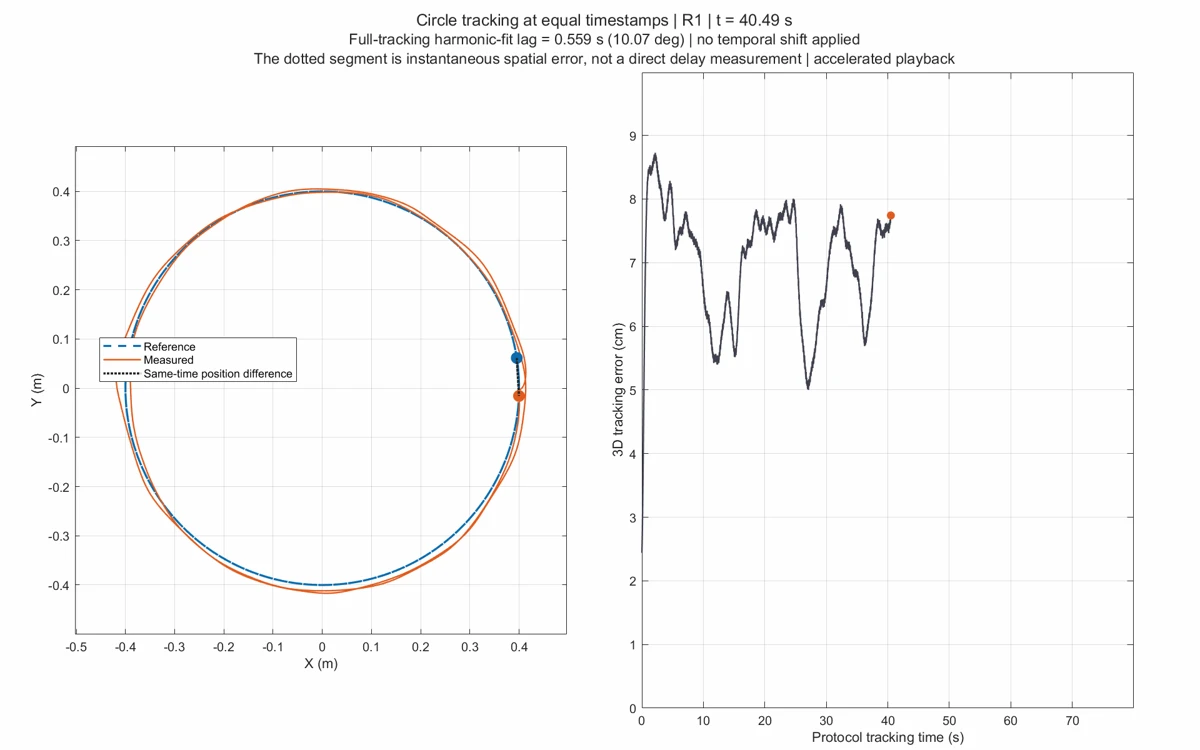 Circle tracking at equal timestamps | R1 | t = 40.49 s
Full-tracking harmonic-fit lag = 0.559 s (10.07 deg) | no temporal shift applied
The dotted segment is instantaneous spatial error, not a direct delay measurement | accelerated playback
0.4
0.3
0.2
0.1
0
-0.1
-0.2
-0.3
-0.4
Y (m)
Reference
Measured
Same-time position difference
-0.5 -0.4 -0.3 -0.2 -0.1 0 0.1 0.2 0.3 0.4
X (m)
9
8
7
6
5
4
3
2
1
0
3D tracking error (cm)
0 10 20 30 40 50 60 70
Protocol tracking time (s)